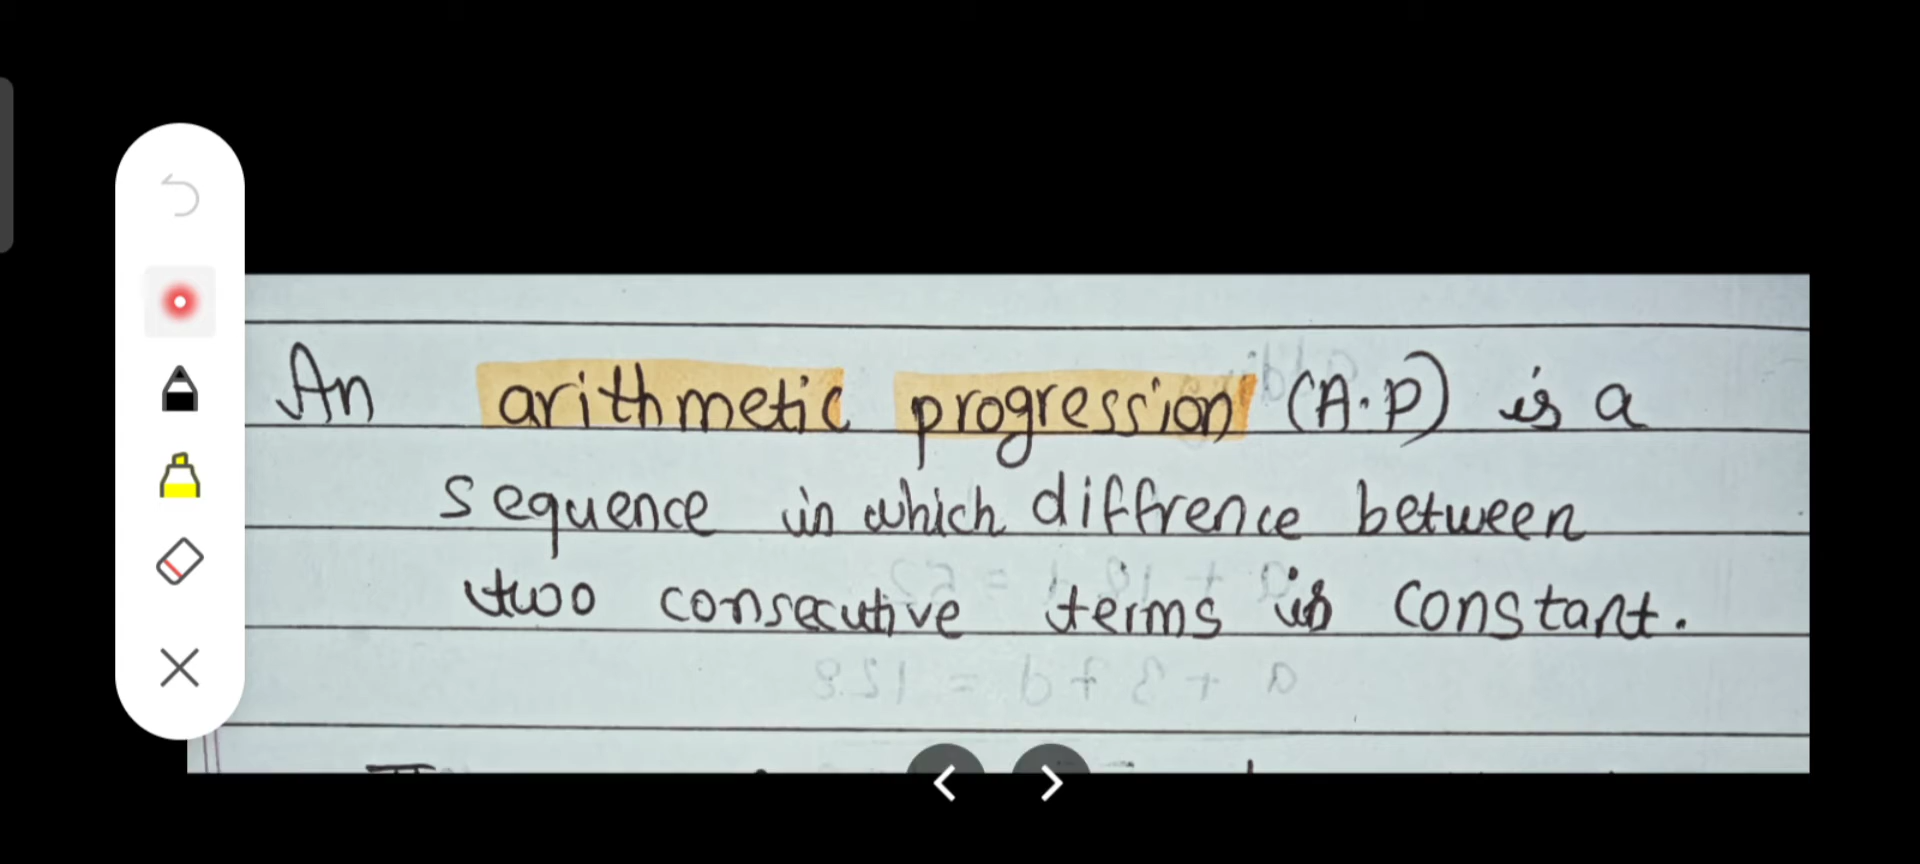 An arithmetic progression (A.P) is a
sequence in which diffrence between
two consecutive terms is constant.